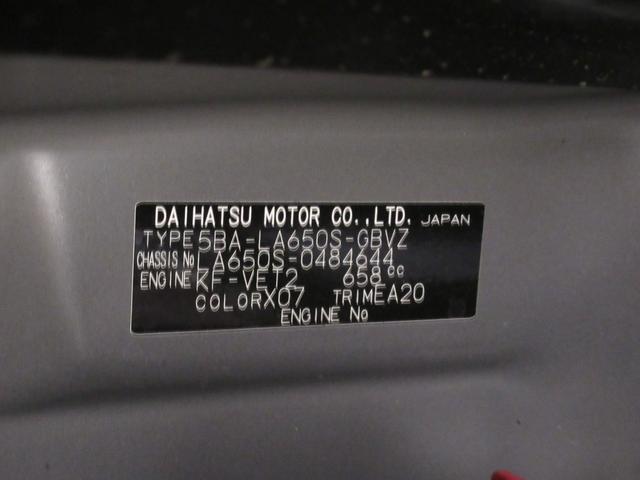 DAIHATSU MOTOR CO.,LTD. JAPAN
TYPE 5BA-LA650S-GBVZ
CHASSIS No LA650S-0484644
ENGINE KF-VET2 658cc
COLOR X07 TRIM EA20
ENGINE No